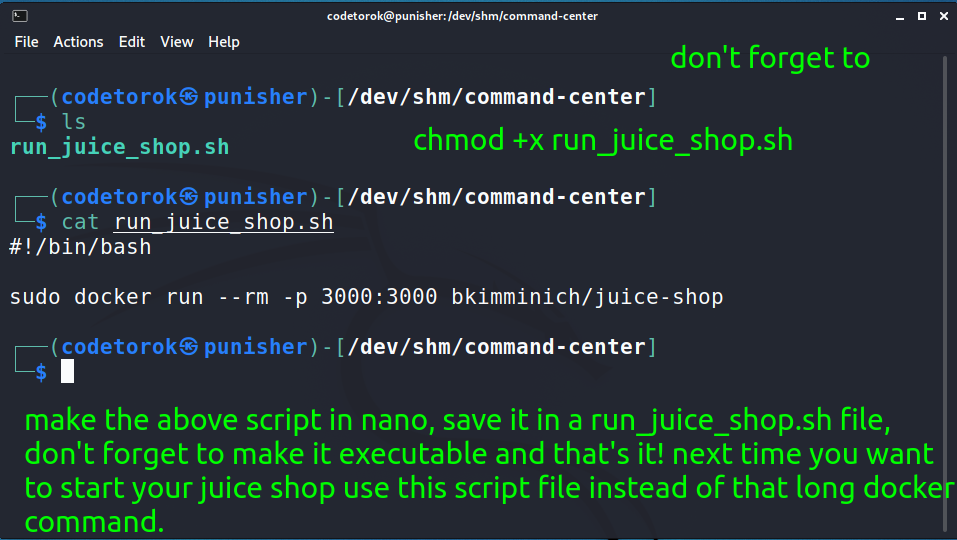 codetorok@punisher:/dev/shm/command-center
File Actions Edit View Help
don't forget to
┌──(codetorok㉿punisher)-[/dev/shm/command-center]
└─$ ls
run_juice_shop.sh
chmod +x run_juice_shop.sh
┌──(codetorok㉿punisher)-[/dev/shm/command-center]
└─$ cat run_juice_shop.sh
#!/bin/bash
sudo docker run --rm -p 3000:3000 bkimminich/juice-shop
┌──(codetorok㉿punisher)-[/dev/shm/command-center]
└─$
make the above script in nano, save it in a run_juice_shop.sh file,
don't forget to make it executable and that's it! next time you want
to start your juice shop use this script file instead of that long docker
command.